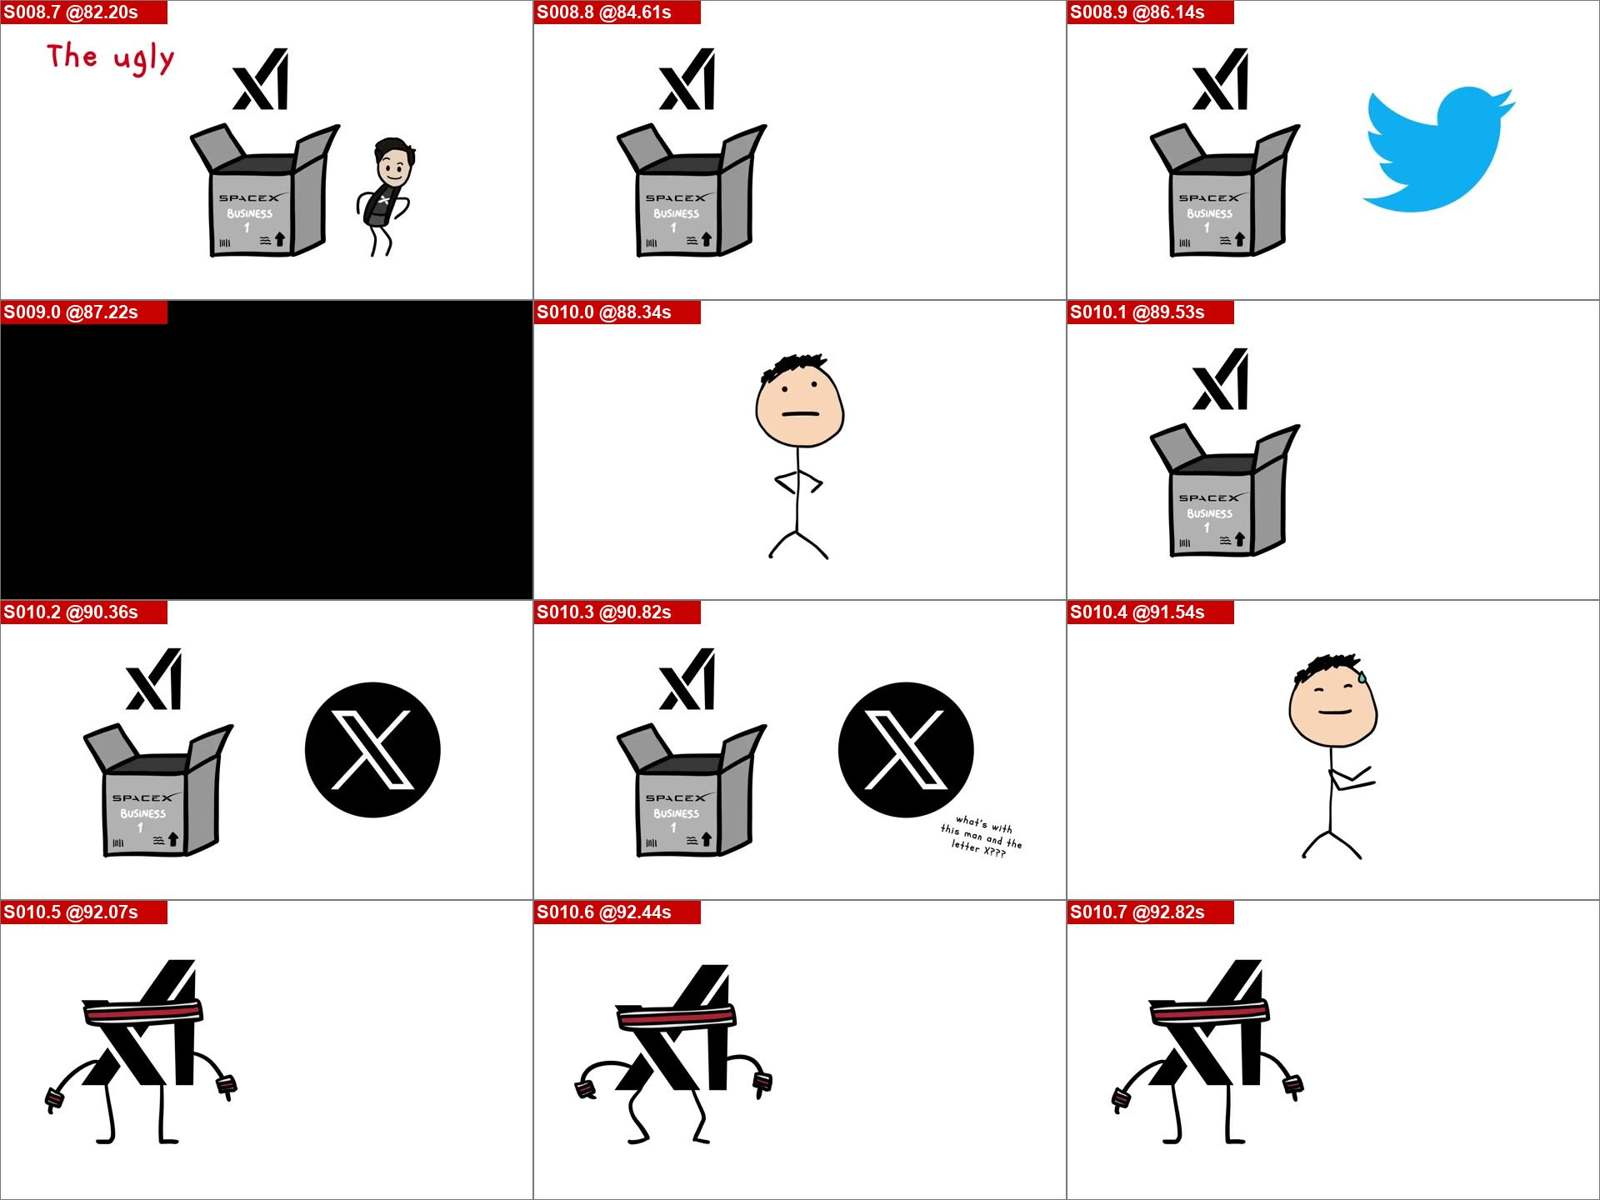 S008.7 @82.20s
The ugly
SPACEX
BUSINESS
1
S008.8 @84.61s
SPACEX
BUSINESS
1
S008.9 @86.14s
SPACEX
BUSINESS
1
S009.0 @87.22s
S010.0 @88.34s
S010.1 @89.53s
SPACEX
BUSINESS
1
S010.2 @90.36s
SPACEX
BUSINESS
1
S010.3 @90.82s
SPACEX
BUSINESS
1
what's with
this man and the
letter X???
S010.4 @91.54s
S010.5 @92.07s
S010.6 @92.44s
S010.7 @92.82s